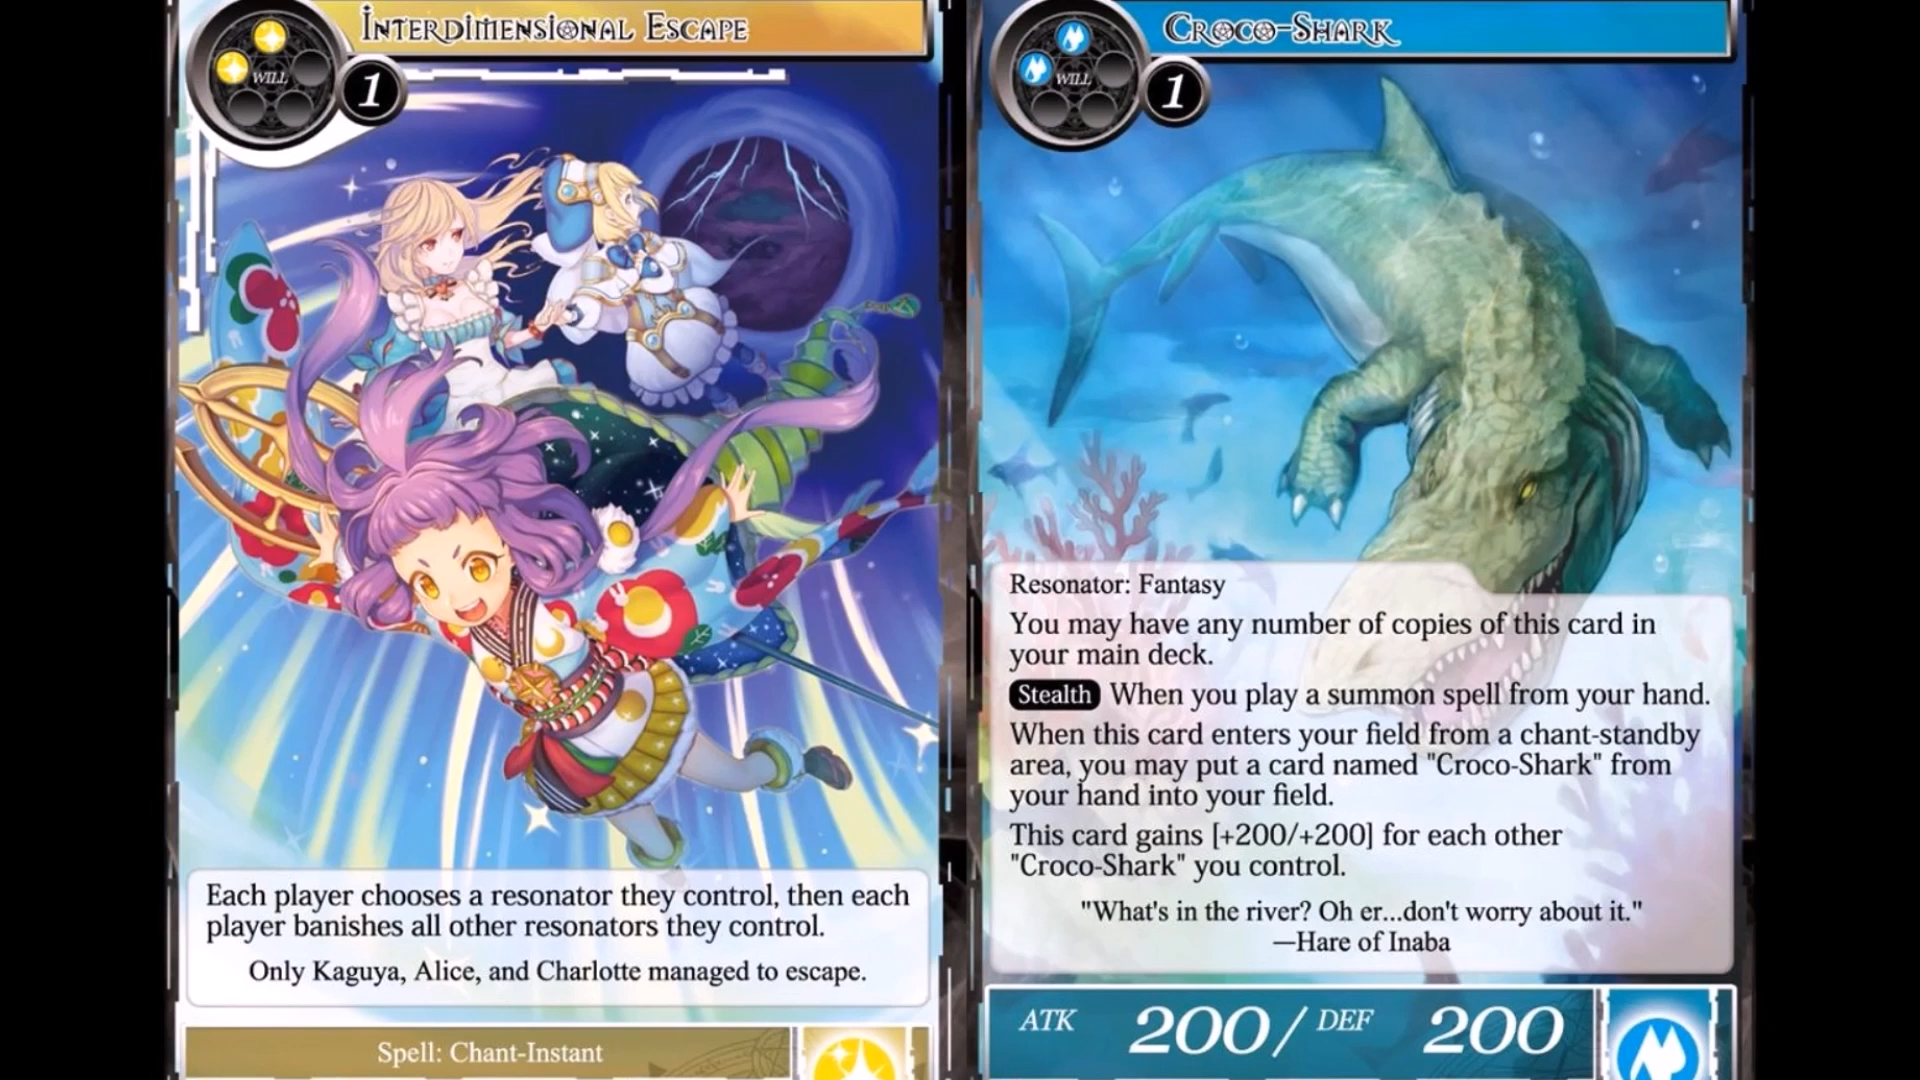 Interdimensional Escape
WILL
1
Each player chooses a resonator they control, then each
player banishes all other resonators they control.
Only Kaguya, Alice, and Charlotte managed to escape.
Spell: Chant-Instant
Croco-Shark
WILL
1
Resonator: Fantasy
You may have any number of copies of this card in
your main deck.
Stealth When you play a summon spell from your hand.
When this card enters your field from a chant-standby
area, you may put a card named "Croco-Shark" from
your hand into your field.
This card gains [+200/+200] for each other
"Croco-Shark" you control.
"What's in the river? Oh er...don't worry about it."
—Hare of Inaba
ATK 200 / DEF 200